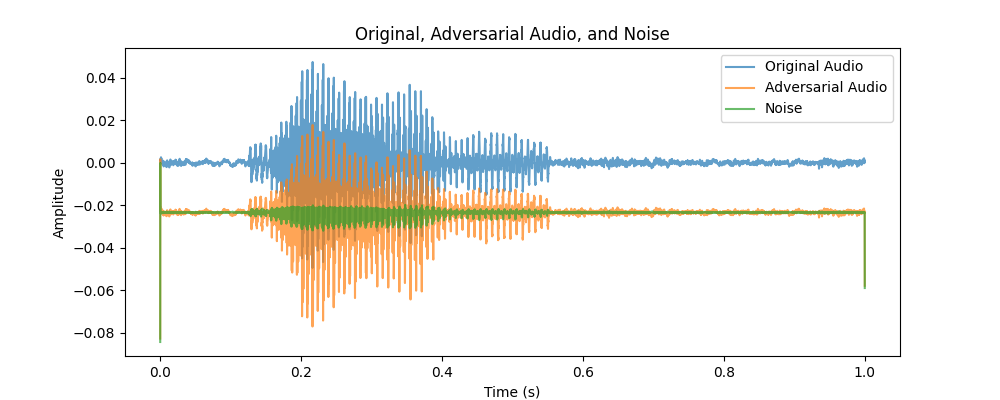 Original, Adversarial Audio, and Noise
Original Audio
Adversarial Audio
Noise
Amplitude
0.04
0.02
0.00
−0.02
−0.04
−0.06
−0.08
0.0 0.2 0.4 0.6 0.8 1.0
Time (s)